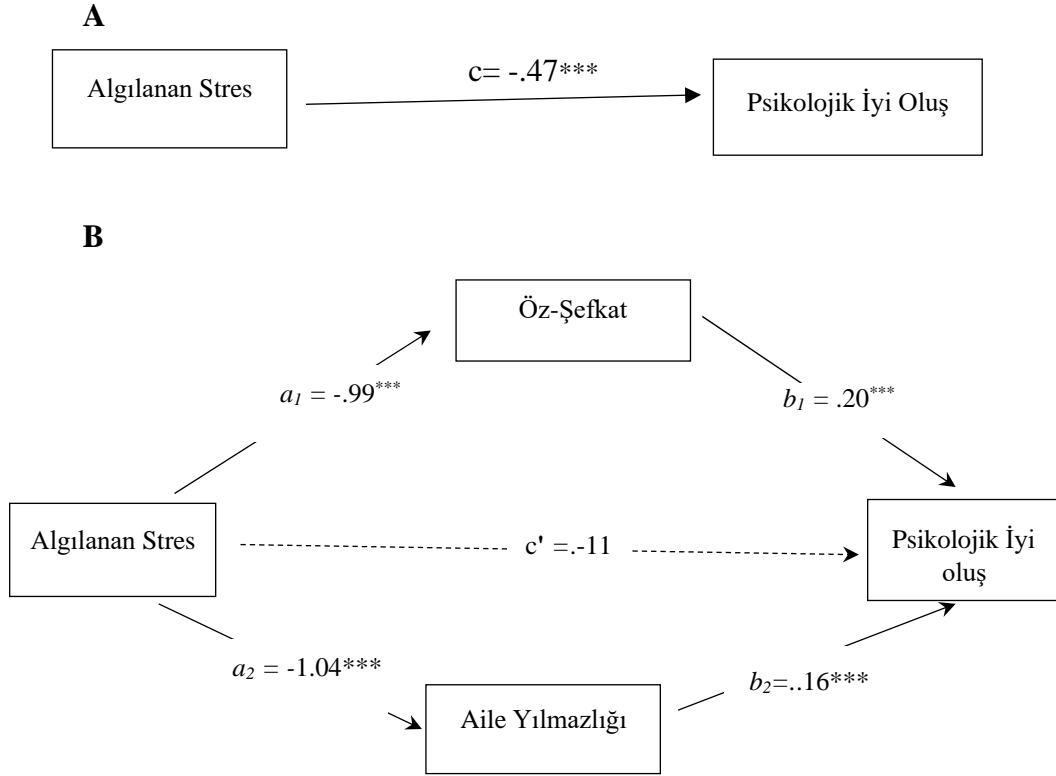 A
Algılanan Stres
c= -.47***
Psikolojik İyi Oluş
B
Öz-Şefkat
a1 = -.99***
b1 = .20***
Algılanan Stres
c' =.-11
Psikolojik İyi
oluş
a2 = -1.04***
b2=..16***
Aile Yılmazlığı